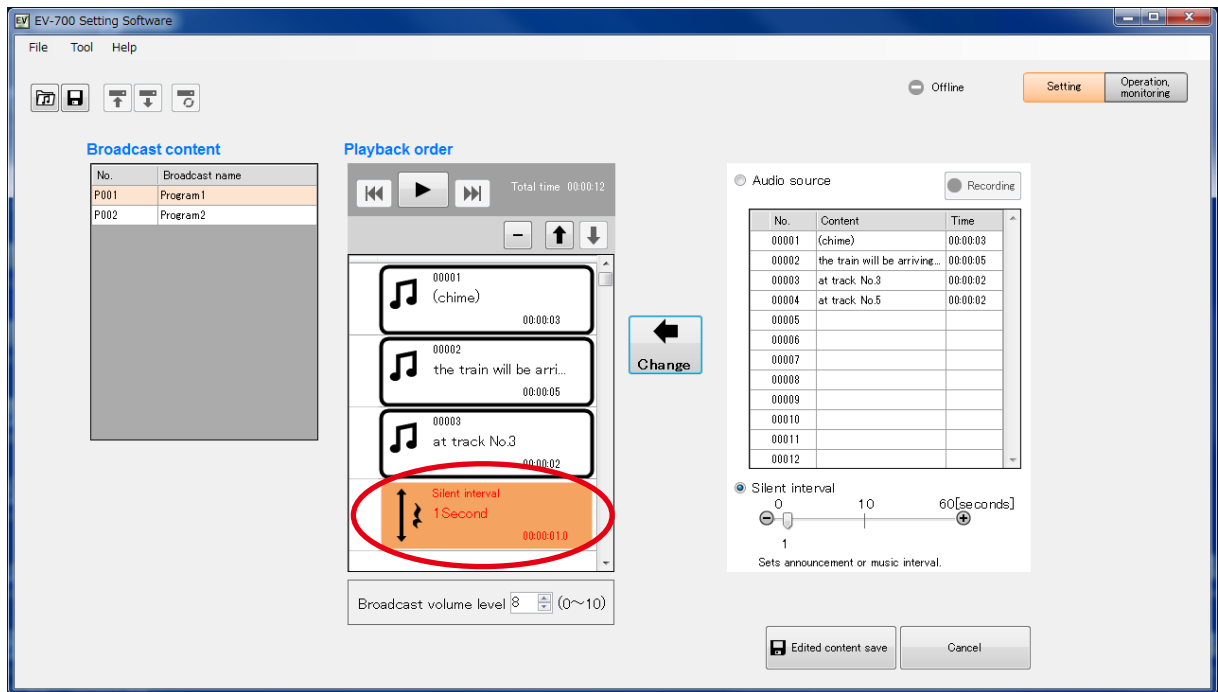 EV EV-700 Setting Software
File Tool Help
Offline
Setting
Operation,
monitoring
Broadcast content
No. Broadcast name
P001 Program1
P002 Program2
Playback order
Total time 00:00:12
00001
(chime)
00:00:03
00002
the train will be arri...
00:00:05
00003
at track No.3
00:00:02
Silent interval
1Second
00:00:01.0
Broadcast volume level 8 (0～10)
Change
Audio source
Recording
No. Content Time
00001 (chime) 00:00:03
00002 the train will be arriving... 00:00:05
00003 at track No.3 00:00:02
00004 at track No.5 00:00:02
00005
00006
00007
00008
00009
00010
00011
00012
Silent interval
0 10 60[seconds]
1
Sets announcement or music interval.
Edited content save
Cancel